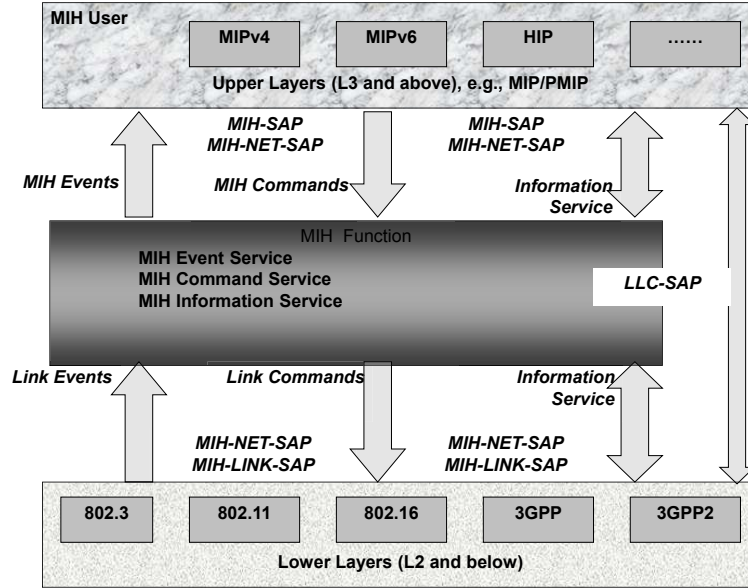 MIH User
MIPv4 MIPv6 HIP ......
Upper Layers (L3 and above), e.g., MIP/PMIP
MIH-SAP MIH-SAP
MIH-NET-SAP MIH-NET-SAP
MIH Events MIH Commands Information
Service
MIH Function
MIH Event Service
MIH Command Service
MIH Information Service
LLC-SAP
Link Events Link Commands Information
Service
MIH-NET-SAP MIH-NET-SAP
MIH-LINK-SAP MIH-LINK-SAP
802.3 802.11 802.16 3GPP 3GPP2
Lower Layers (L2 and below)